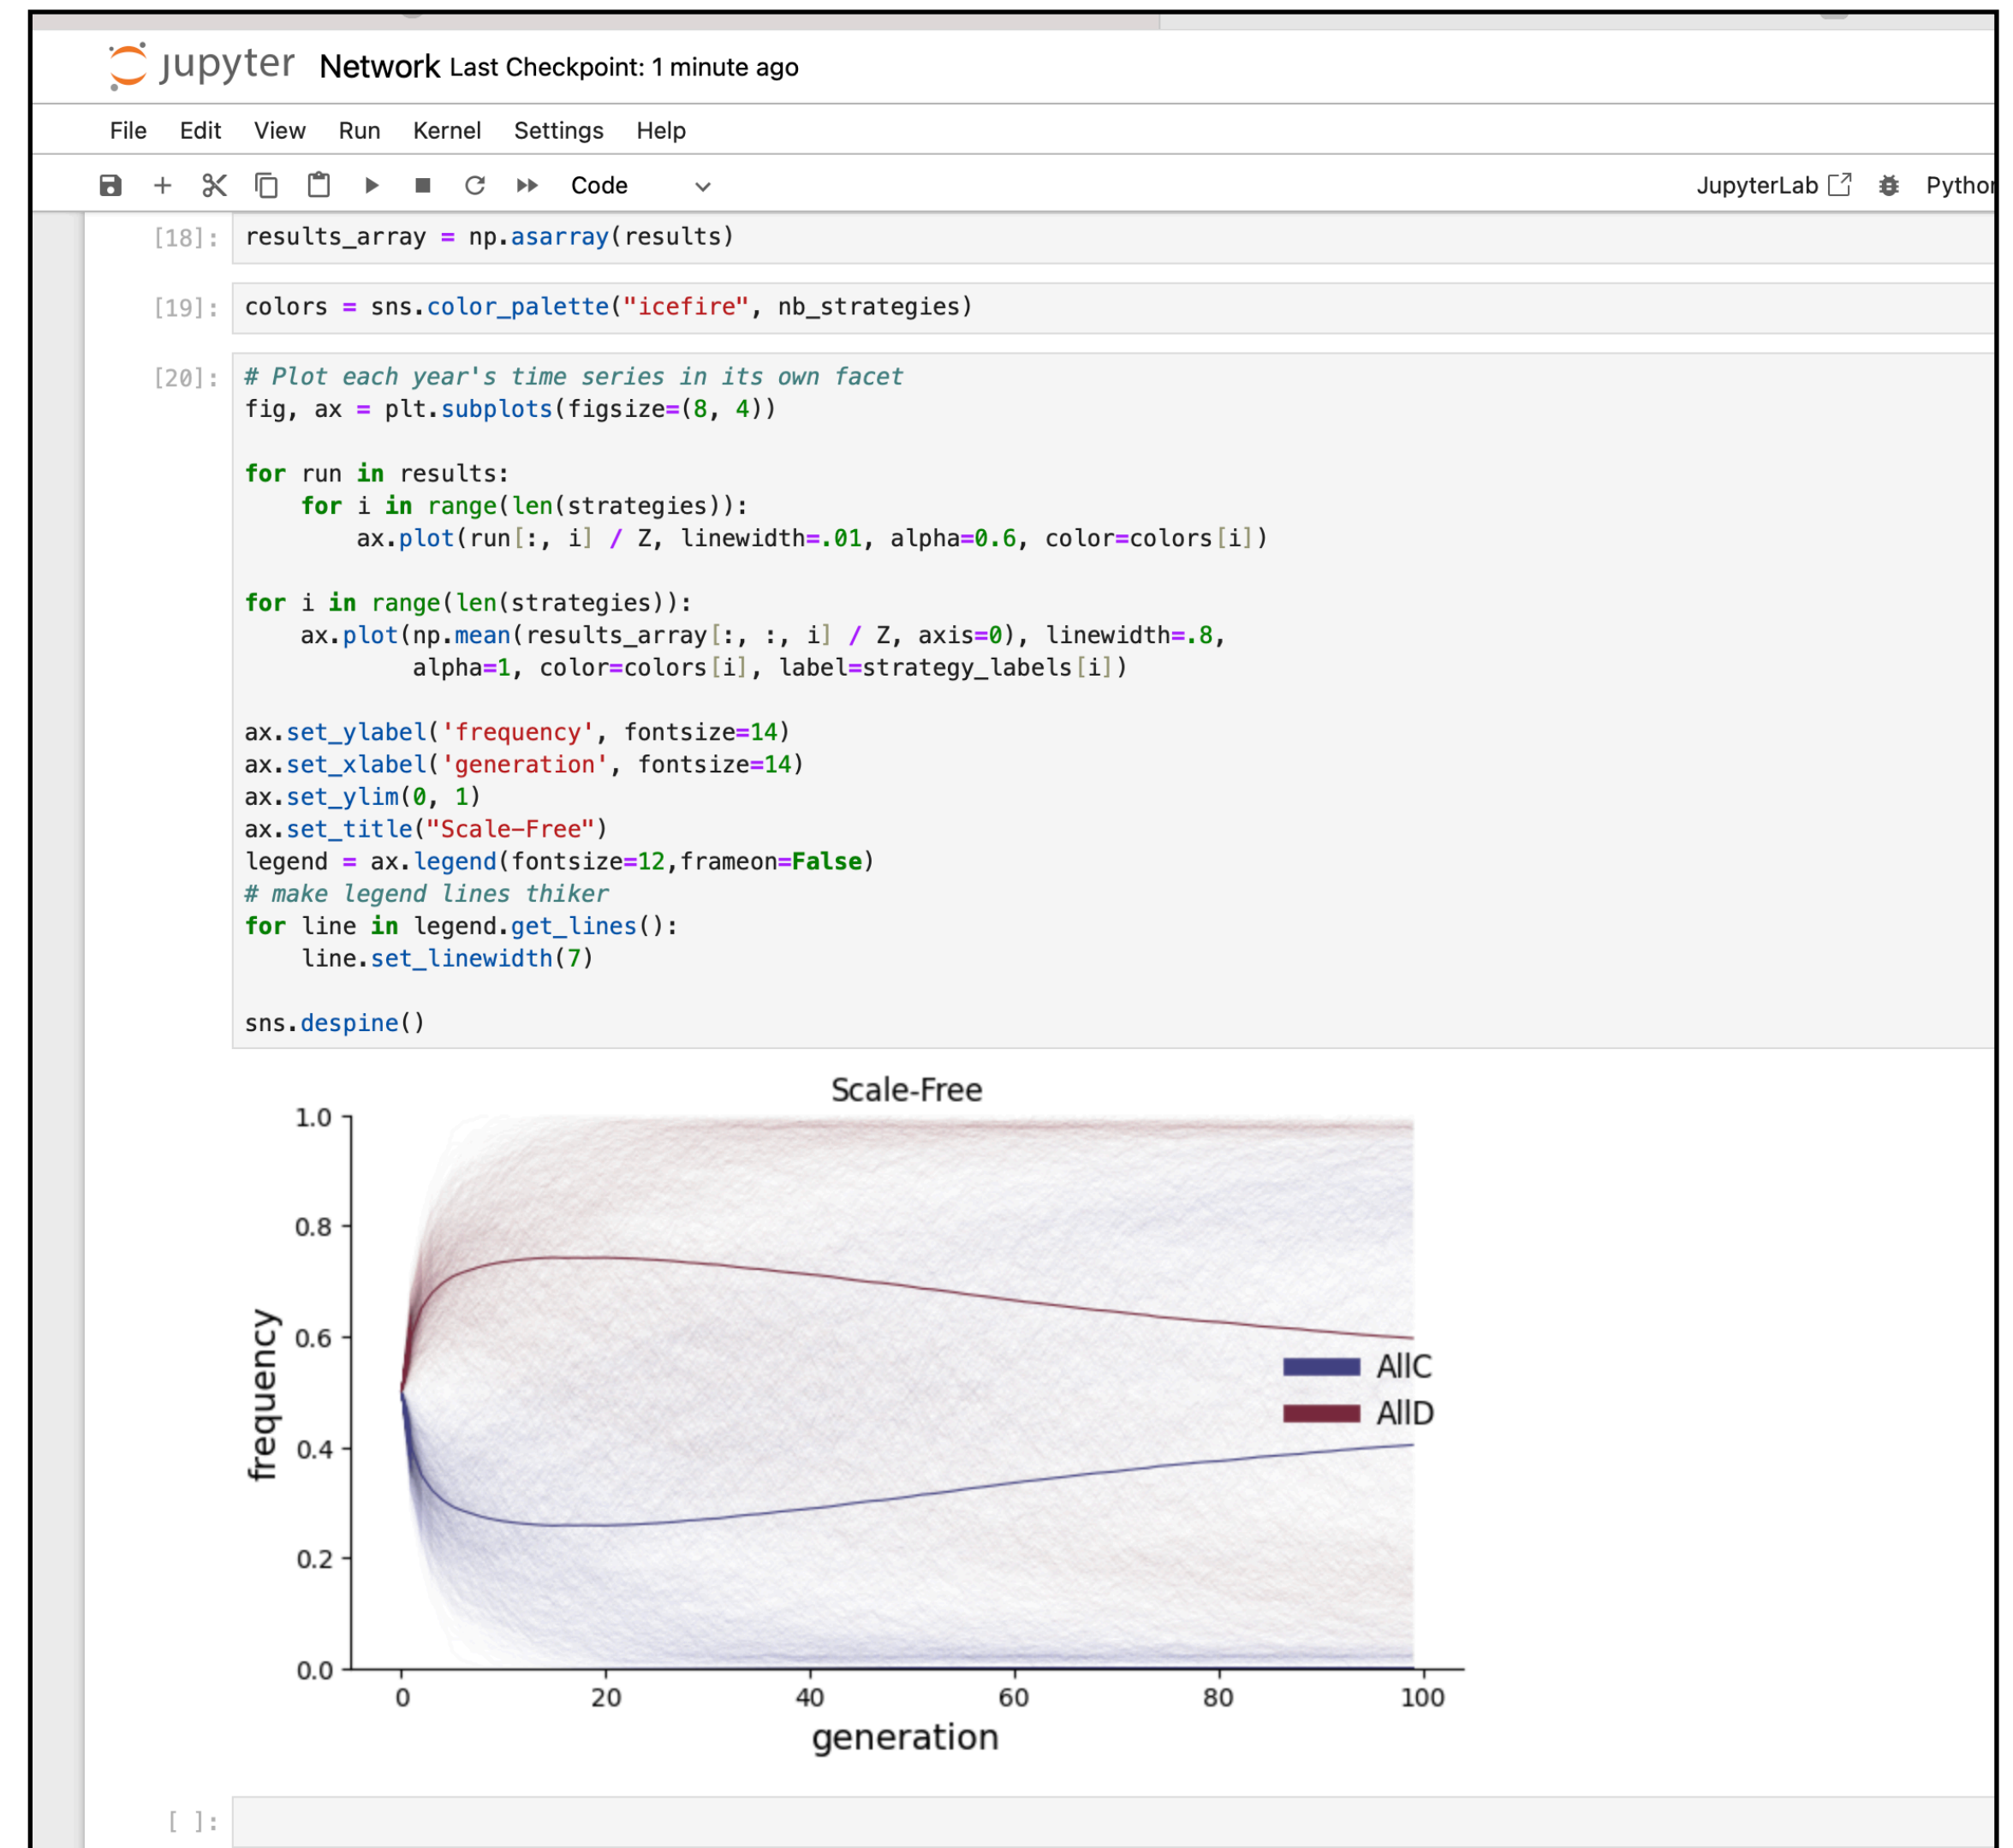 jupyter Network Last Checkpoint: 1 minute ago
File Edit View Run Kernel Settings Help
Code JupyterLab
[18]: results_array = np.asarray(results)
[19]: colors = sns.color_palette("icefire", nb_strategies)
[20]: # Plot each year's time series in its own facet
fig, ax = plt.subplots(figsize=(8, 4))
for run in results:
    for i in range(len(strategies)):
        ax.plot(run[:, i] / Z, linewidth=.01, alpha=0.6, color=colors[i])
for i in range(len(strategies)):
    ax.plot(np.mean(results_array[:, :, i] / Z, axis=0), linewidth=.8,
            alpha=1, color=colors[i], label=strategy_labels[i])
ax.set_ylabel('frequency', fontsize=14)
ax.set_xlabel('generation', fontsize=14)
ax.set_ylim(0, 1)
ax.set_title("Scale-Free")
legend = ax.legend(fontsize=12,frameon=False)
# make legend lines thiker
for line in legend.get_lines():
    line.set_linewidth(7)
sns.despine()
Scale-Free
1.0
0.8
0.6
0.4
0.2
0.0
frequency
AllC
AllD
0 20 40 60 80 100
generation
[ ]: